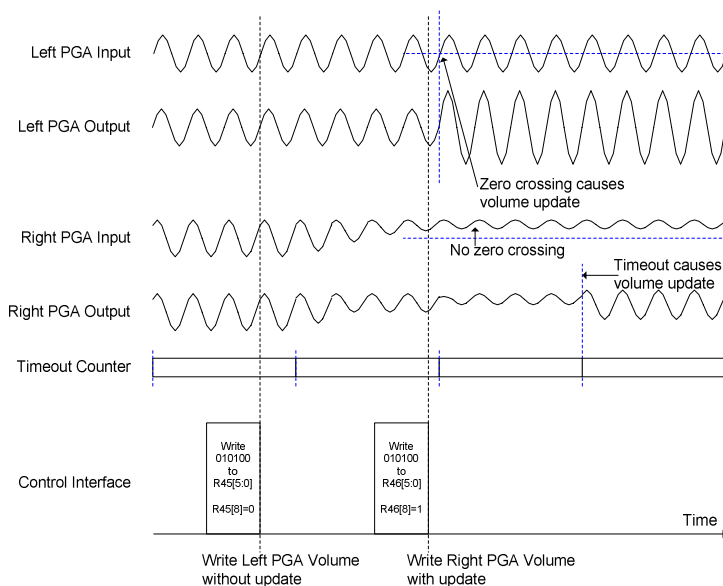 Left PGA Input
Left PGA Output
Zero crossing causes
volume update
Right PGA Input
No zero crossing
Timeout causes
volume update
Right PGA Output
Timeout Counter
Write
010100
to
R45[5:0]
R45[8]=0
Write
010100
to
R46[5:0]
R46[8]=1
Control Interface
Time
Write Left PGA Volume
without update
Write Right PGA Volume
with update